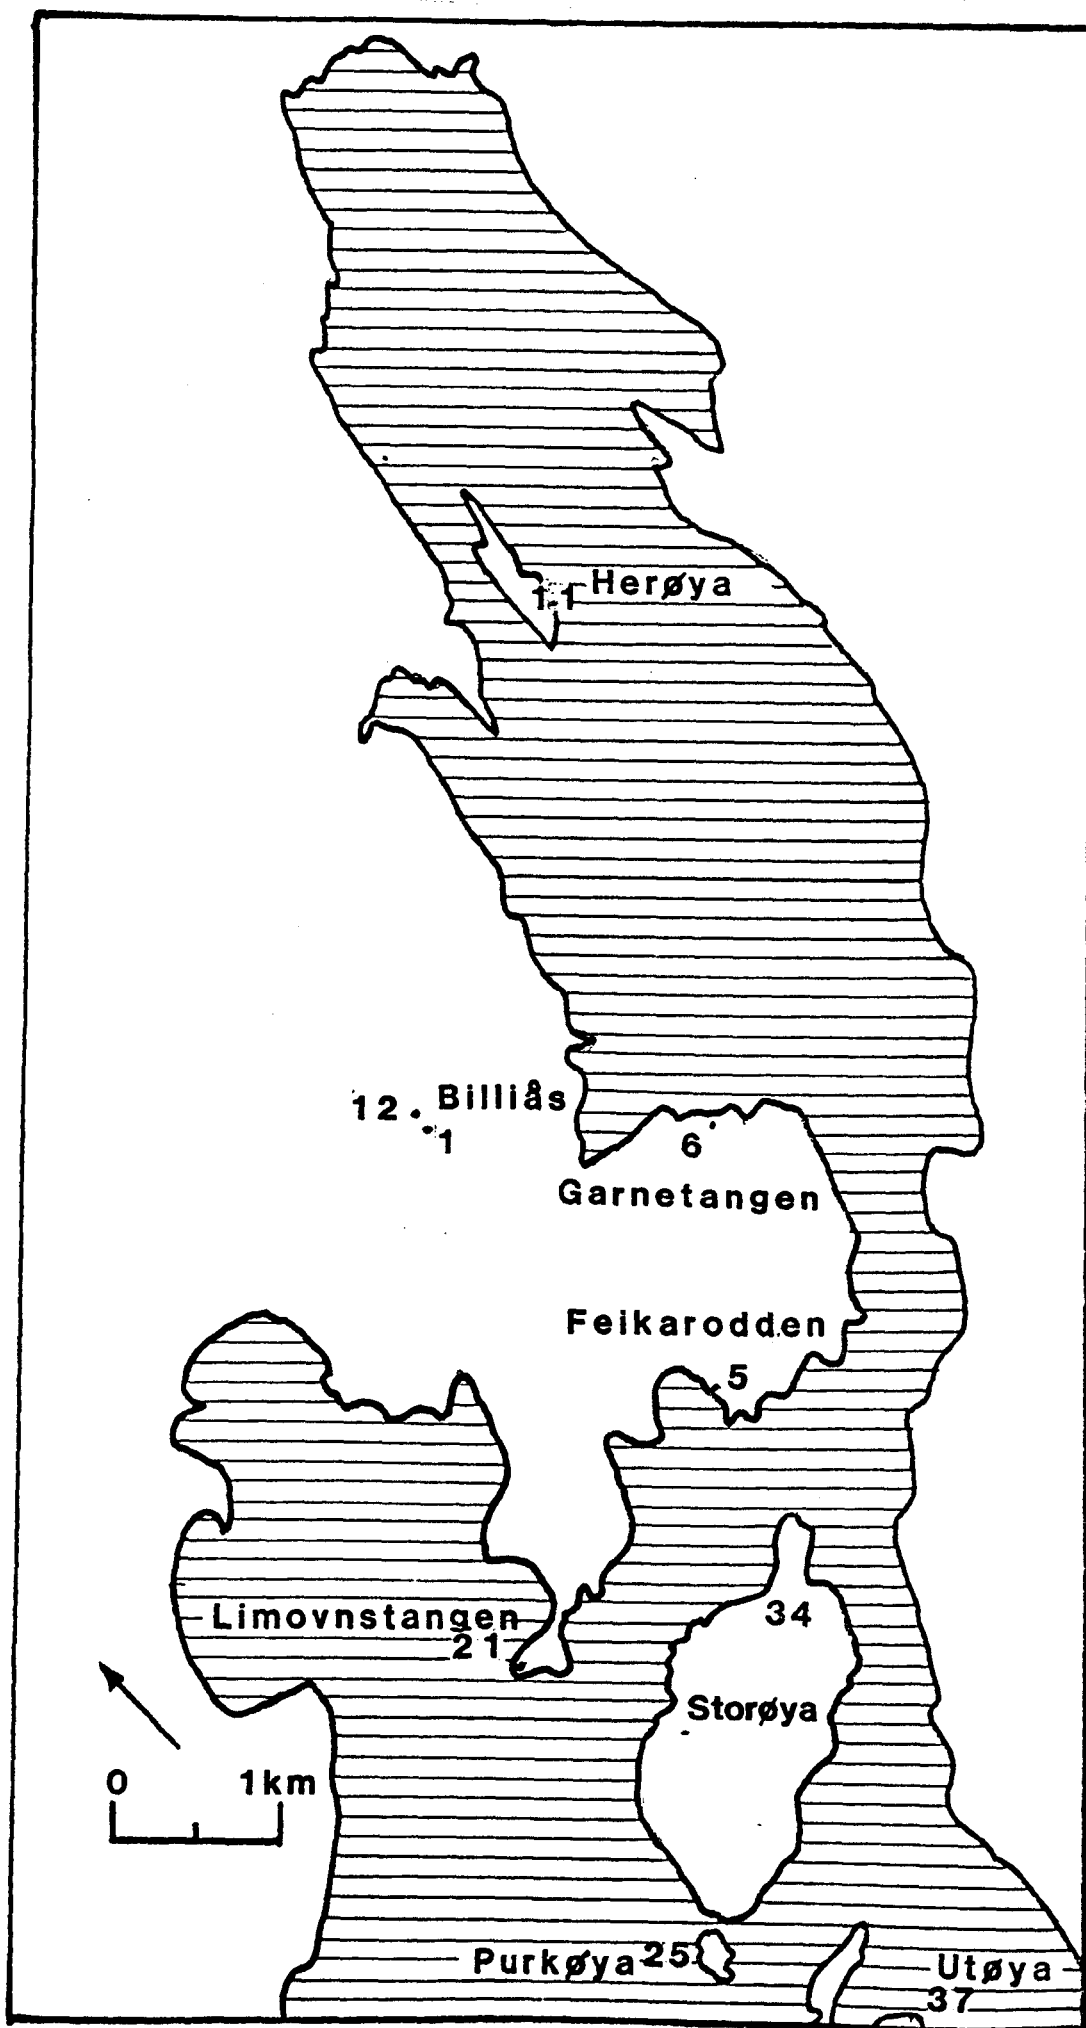 11 Herøya
12 Billiås
1
6
Garnetangen
Feikarodden
5
Limovnstangen
21
34
Storøya
0 1km
Purkøya 25
Utøya
37